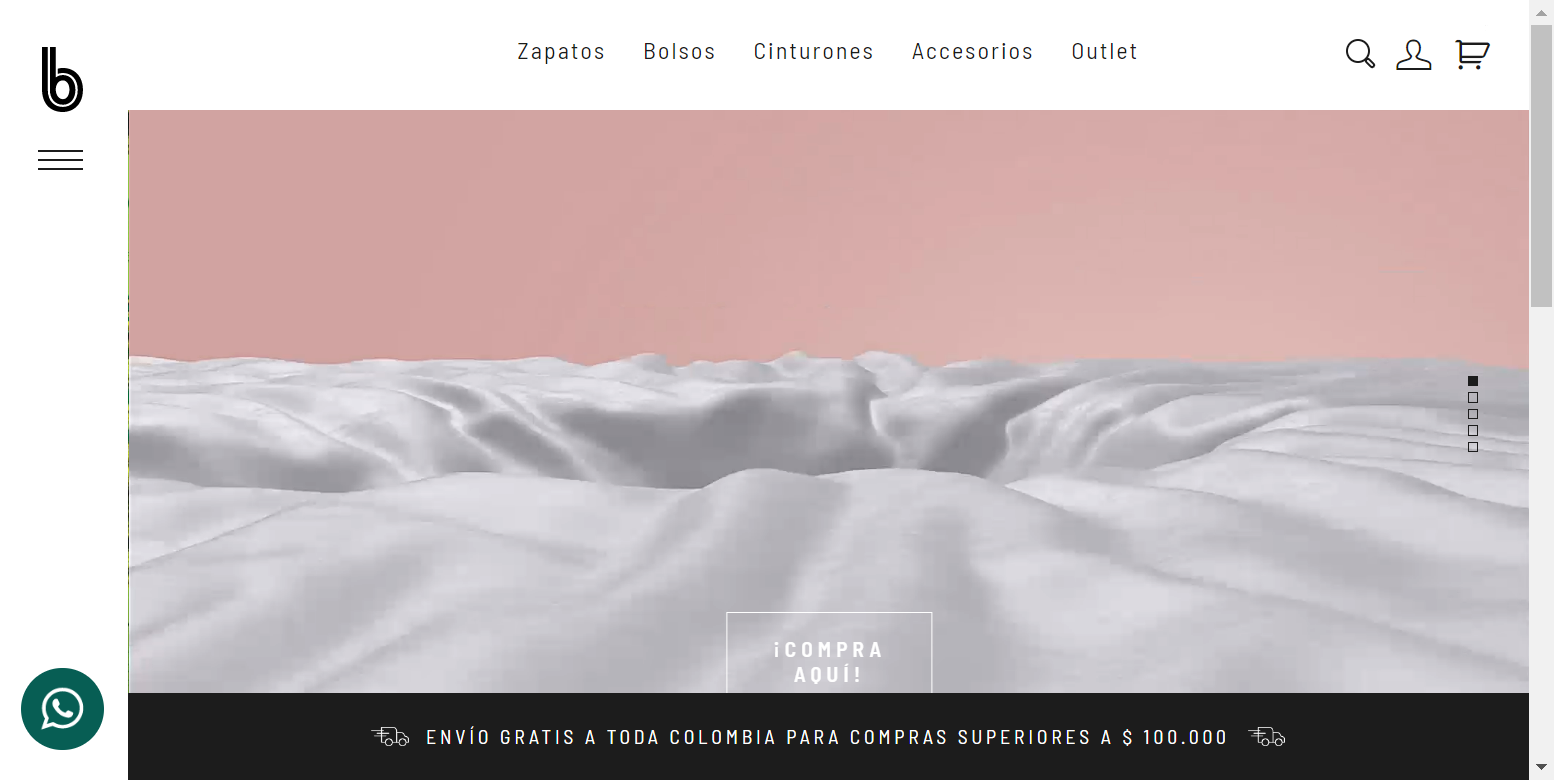 b
Zapatos Bolsos Cinturones Accesorios Outlet
¡COMPRA
AQUÍ!
ENVÍO GRATIS A TODA COLOMBIA PARA COMPRAS SUPERIORES A $ 100.000